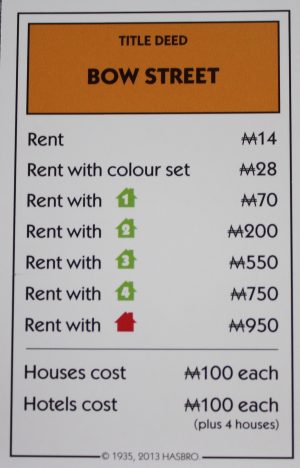 TITLE DEED
BOW STREET
Rent ₩14
Rent with colour set ₩28
Rent with 1 ₩70
Rent with 2 ₩200
Rent with 3 ₩550
Rent with 4 ₩750
Rent with ₩950
Houses cost ₩100 each
Hotels cost ₩100 each
(plus 4 houses)
© 1935, 2013 HASBRO.